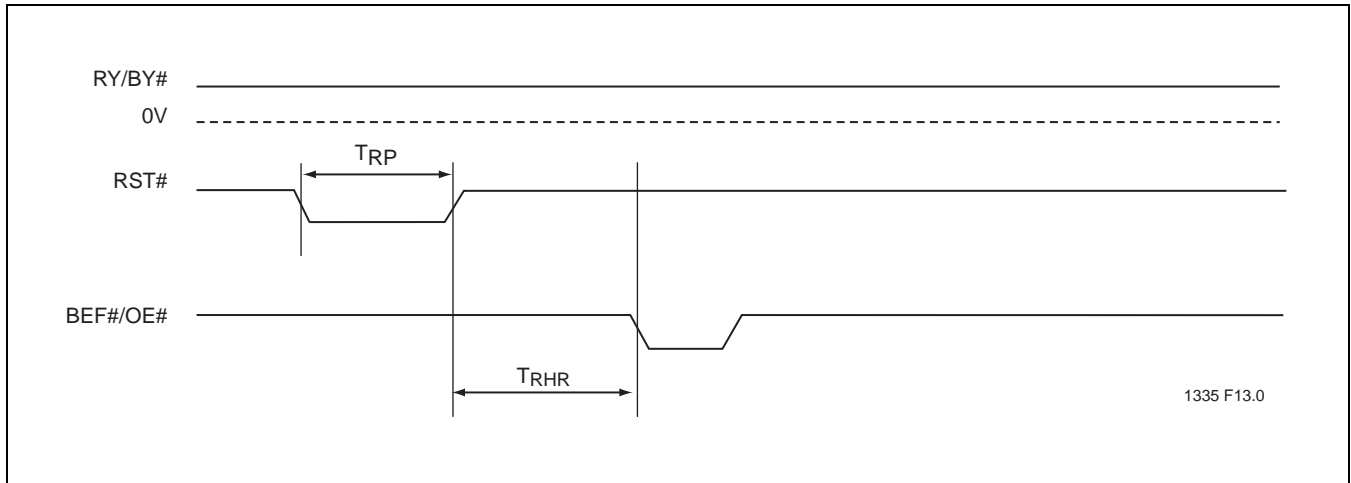 RY/BY#
0V
TRP
RST#
BEF#/OE#
TRHR
1335 F13.0